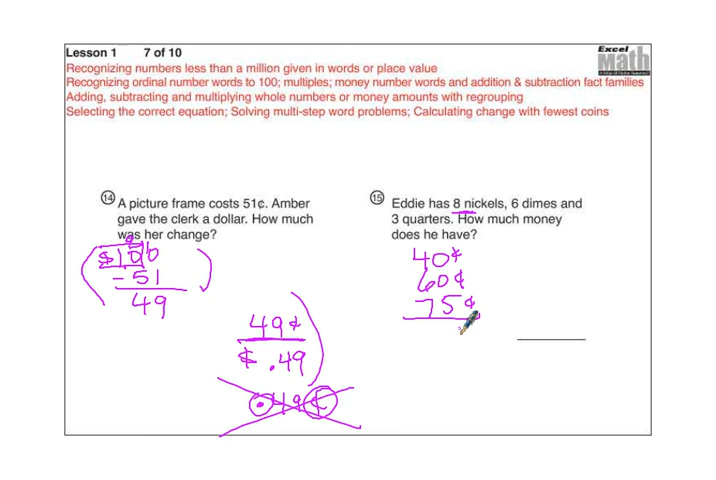 Lesson 1 7 of 10
Excel
Math
Recognizing numbers less than a million given in words or place value
Recognizing ordinal number words to 100; multiples; money number words and addition & subtraction fact families
Adding, subtracting and multiplying whole numbers or money amounts with regrouping
Selecting the correct equation; Solving multi-step word problems; Calculating change with fewest coins
14 A picture frame costs 51¢. Amber
gave the clerk a dollar. How much
was her change?
$100
- 51
49
49¢
¢ .49
.49¢
15 Eddie has 8 nickels, 6 dimes and
3 quarters. How much money
does he have?
40¢
60¢
75¢